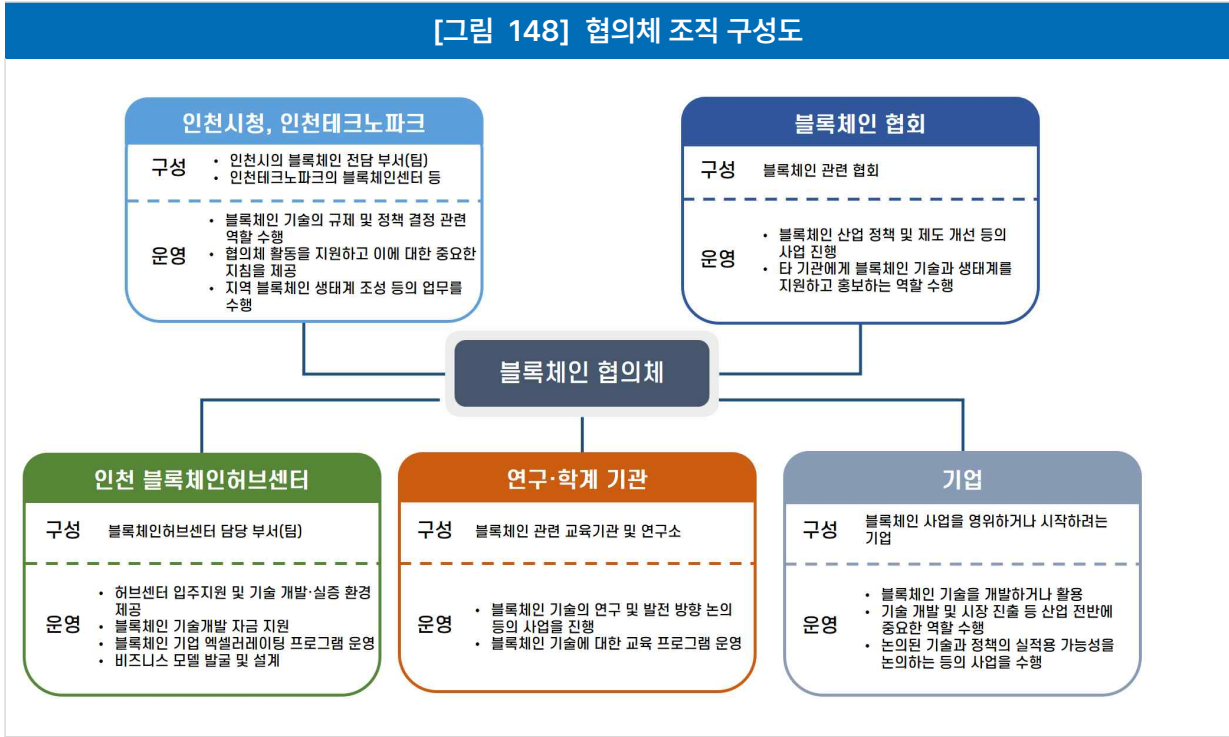 [그림 148] 협의체 조직 구성도
인천시청, 인천테크노파크
구성
• 인천시의 블록체인 전담 부서(팀)
• 인천테크노파크의 블록체인센터 등
운영
• 블록체인 기술의 규제 및 정책 결정 관련
역할 수행
• 협의체 활동을 지원하고 이에 대한 중요한
지침을 제공
• 지역 블록체인 생태계 조성 등의 업무를
수행
블록체인 협회
구성
블록체인 관련 협회
운영
• 블록체인 산업 정책 및 제도 개선 등의
사업 진행
• 타 기관에게 블록체인 기술과 생태계를
지원하고 홍보하는 역할 수행
블록체인 협의체
인천 블록체인허브센터
구성
블록체인허브센터 담당 부서(팀)
운영
• 허브센터 입주지원 및 기술 개발·실증 환경
제공
• 블록체인 기술개발 자금 지원
• 블록체인 기업 엑셀러레이팅 프로그램 운영
• 비즈니스 모델 발굴 및 설계
연구·학계 기관
구성
블록체인 관련 교육기관 및 연구소
운영
• 블록체인 기술의 연구 및 발전 방향 논의
등의 사업을 진행
• 블록체인 기술에 대한 교육 프로그램 운영
기업
구성
블록체인 사업을 영위하거나 시작하려는
기업
운영
• 블록체인 기술을 개발하거나 활용
• 기술 개발 및 시장 진출 등 산업 전반에
중요한 역할 수행
• 논의된 기술과 정책의 실적용 가능성을
논의하는 등의 사업을 수행